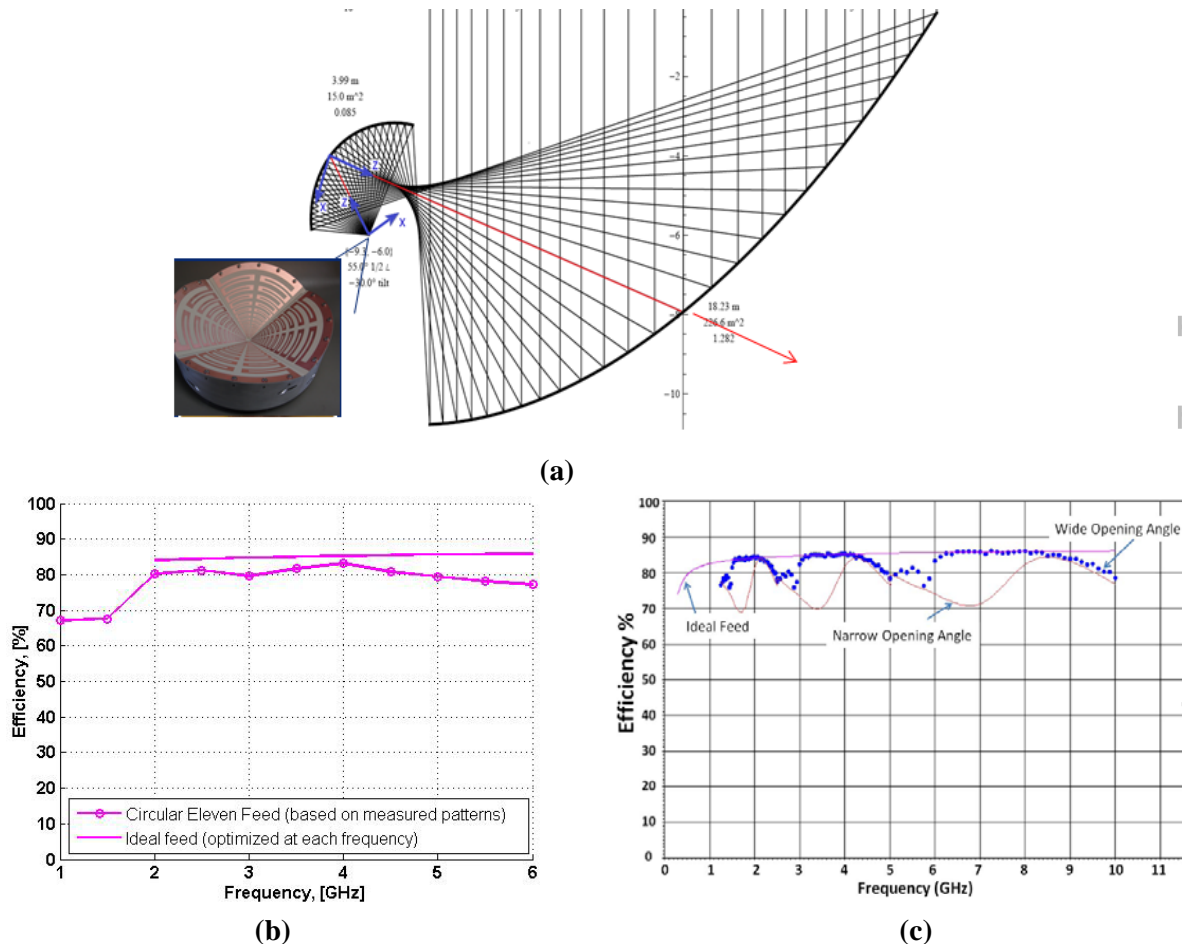 -2
3.99 m
15.0 m^2
0.085
-4
Z
X
Z
X
-6
[-9.3, -6.0]
55.0° 1/2 ∠
-30.0° tilt
18.23 m
226.6 m^2
1.282
-8
-10
(a)
Efficiency, [%]
100
90
80
70
60
50
40
30
20
10
0
Circular Eleven Feed (based on measured patterns)
Ideal feed (optimized at each frequency)
1 2 3 4 5 6
Frequency, [GHz]
(b)
Efficiency %
100
90
80
70
60
50
40
30
20
10
0
Wide Opening Angle
Ideal Feed
Narrow Opening Angle
0 1 2 3 4 5 6 7 8 9 10 11
Frequency (GHz)
(c)